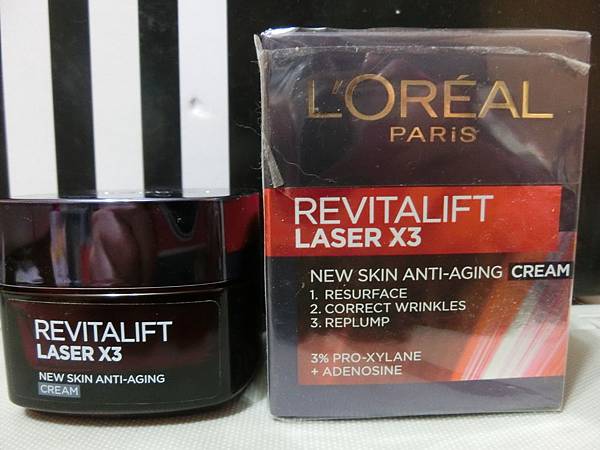 L'ORÉAL
PARiS
REVITALIFT
LASER X3
NEW SKIN ANTI-AGING CREAM
1. RESURFACE
2. CORRECT WRINKLES
3. REPLUMP
3% PRO-XYLANE
+ ADENOSINE
REVITALIFT
LASER X3
NEW SKIN ANTI-AGING
CREAM